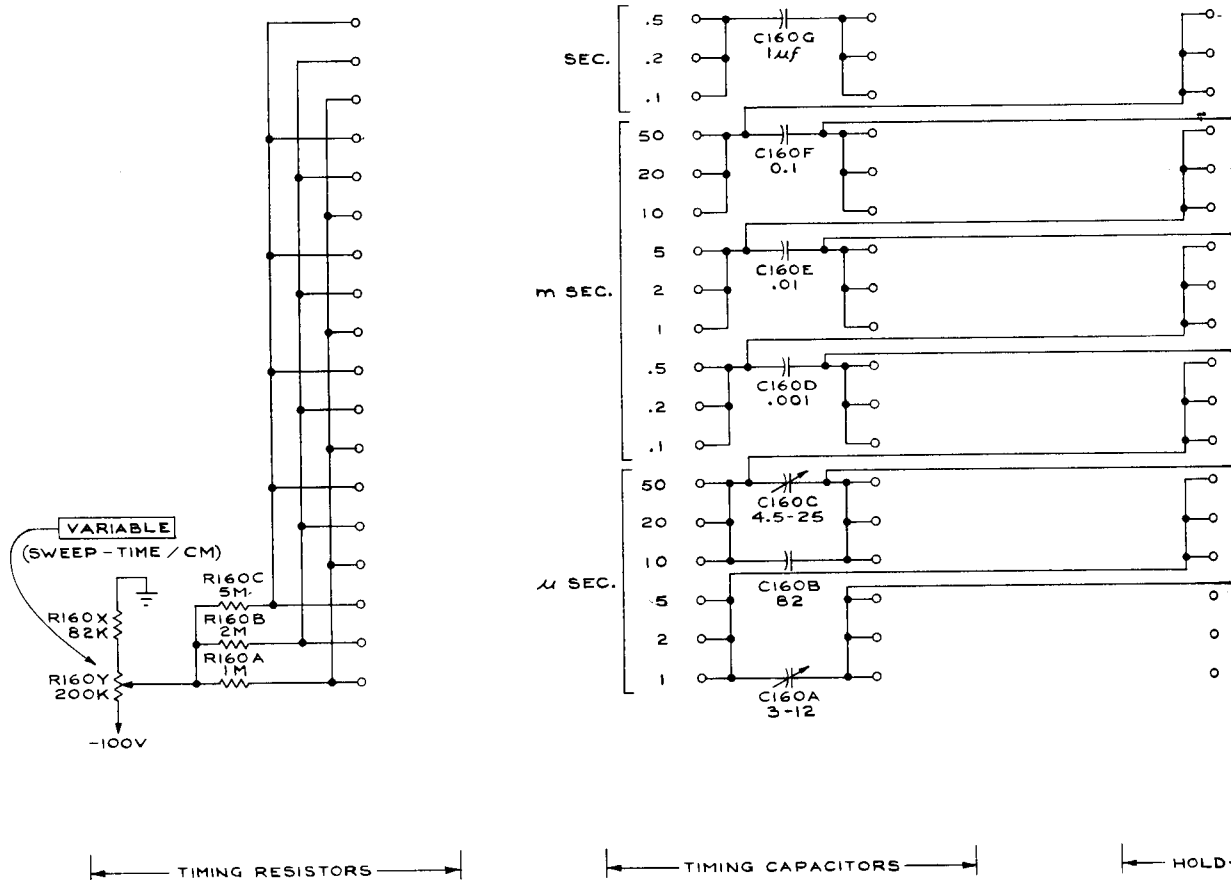 SEC.
.5
.2
.1
C160G
1µf
m SEC.
50
20
10
C160F
0.1
5
2
1
C160E
.01
.5
.2
.1
C160D
.001
µ SEC.
50
20
10
C160C
4.5-25
C160B
82
5
2
1
C160A
3-12
VARIABLE
(SWEEP-TIME/CM)
R160C
5M
R160B
2M
R160A
1M
R160X
82K
R160Y
200K
-100V
TIMING RESISTORS
TIMING CAPACITORS
HOLD-